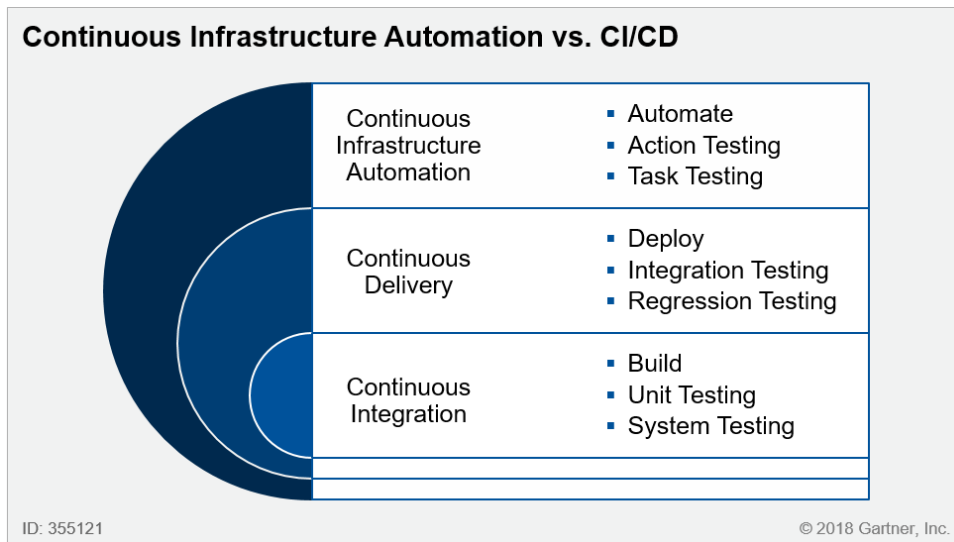 Continuous Infrastructure Automation vs. CI/CD
Continuous
Infrastructure
Automation
▪ Automate
▪ Action Testing
▪ Task Testing
Continuous
Delivery
▪ Deploy
▪ Integration Testing
▪ Regression Testing
Continuous
Integration
▪ Build
▪ Unit Testing
▪ System Testing
ID: 355121
© 2018 Gartner, Inc.